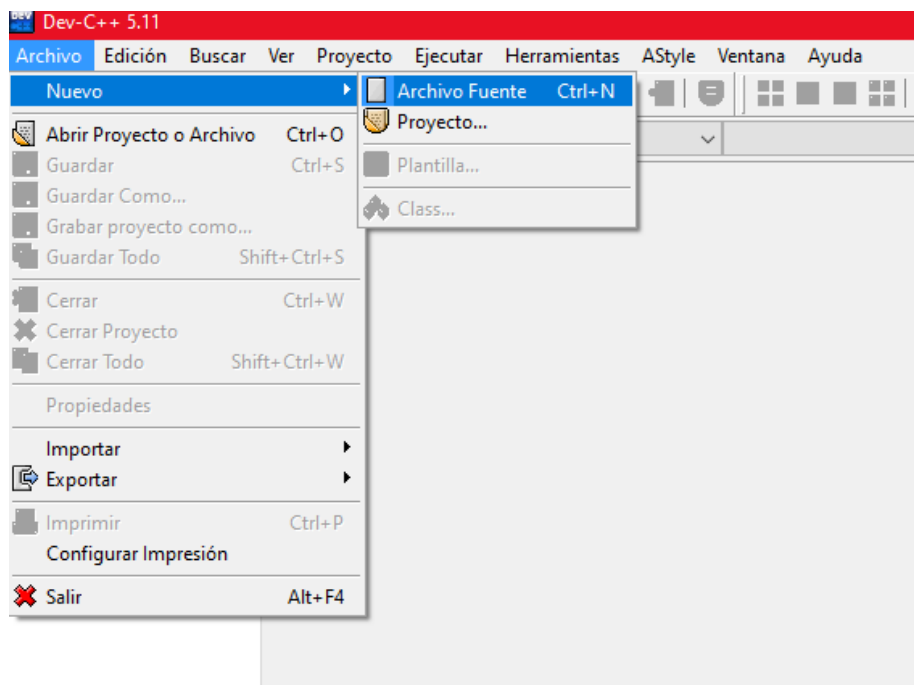 DEV
Dev-C++ 5.11
Archivo Edición Buscar Ver Proyecto Ejecutar Herramientas AStyle Ventana Ayuda
Nuevo
Archivo Fuente Ctrl+N
Proyecto...
Plantilla...
Class...
Abrir Proyecto o Archivo Ctrl+O
Guardar Ctrl+S
Guardar Como...
Grabar proyecto como...
Guardar Todo Shift+Ctrl+S
Cerrar Ctrl+W
Cerrar Proyecto
Cerrar Todo Shift+Ctrl+W
Propiedades
Importar
Exportar
Imprimir Ctrl+P
Configurar Impresión
Salir Alt+F4